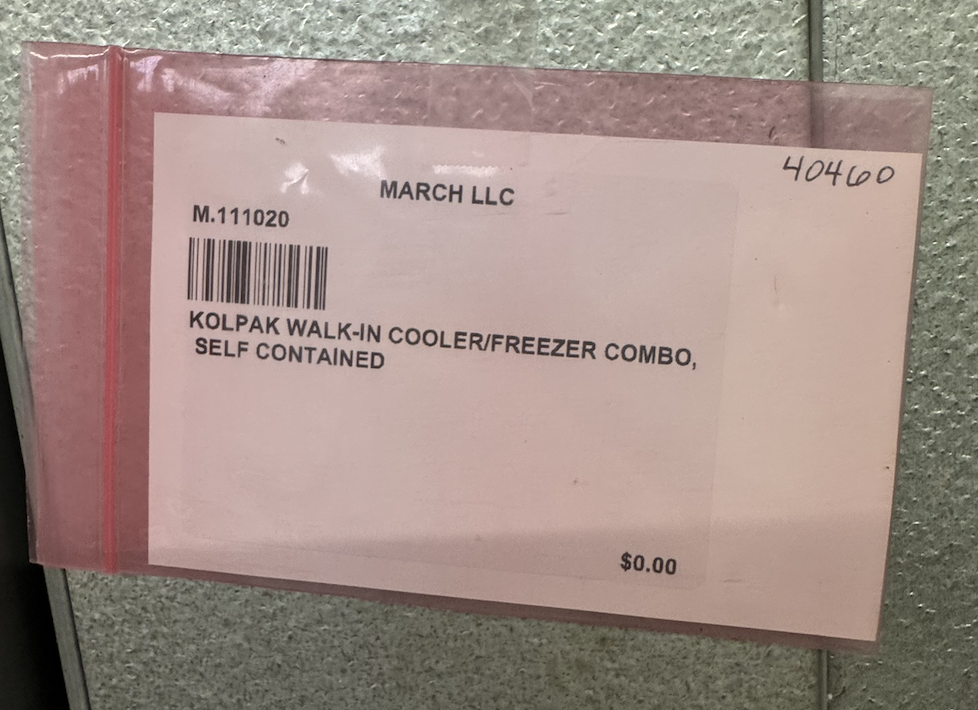 40460
MARCH LLC
M.111020
KOLPAK WALK-IN COOLER/FREEZER COMBO,
SELF CONTAINED
$0.00